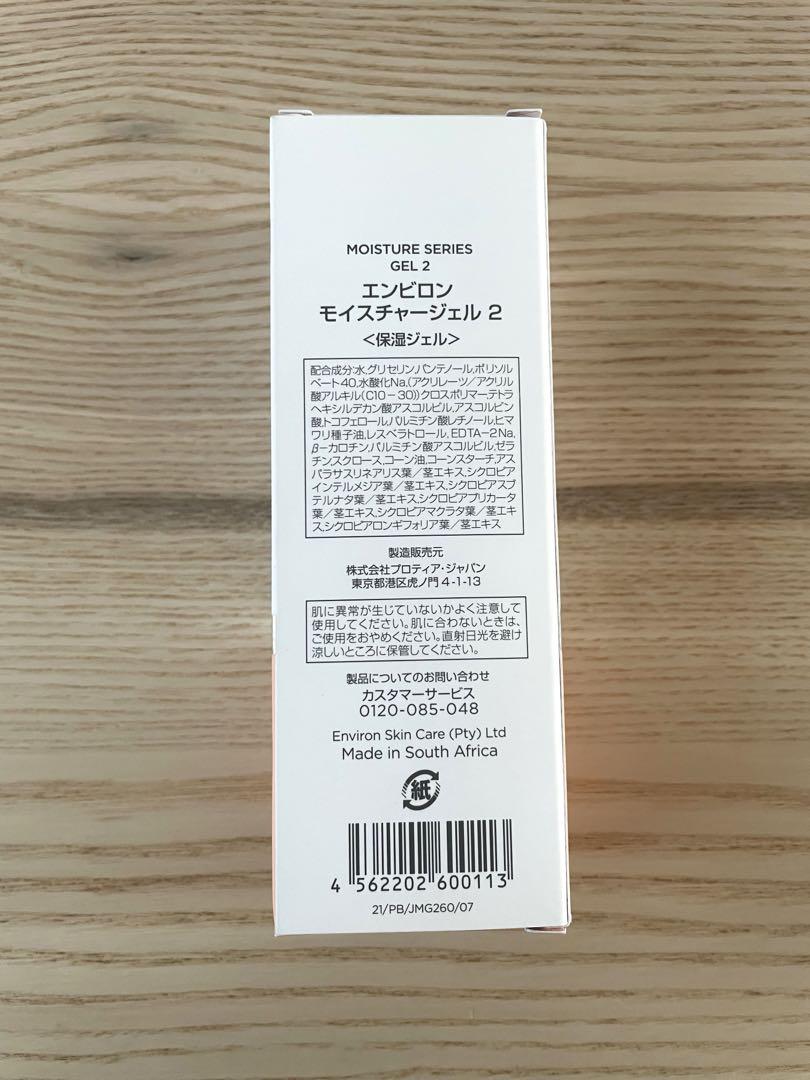 MOISTURE SERIES
GEL 2
エンビロン
モイスチャージェル 2
＜保湿ジェル＞
配合成分:水,グリセリン,パンテノール,ポリソル
ベート40,水酸化Na,(アクリレーツ／アクリル
酸アルキル(C10－30))クロスポリマー,テトラ
ヘキシルデカン酸アスコルビル,アスコルビン
酸,トコフェロール,パルミチン酸レチノール,ヒマ
ワリ種子油,レスベラトロール,EDTA－2Na,
β－カロチン,パルミチン酸アスコルビル,ゼラ
チン,スクロース,コーン油,コーンスターチ,アス
パラサスリネアリス葉／茎エキス,シクロピア
インテルメジア葉／茎エキス,シクロピアスブ
テルナタ葉／茎エキス,シクロピアプリカータ
葉／茎エキス,シクロピアマクラタ葉／茎エキ
ス,シクロピアロンギフォリア葉／茎エキス
製造販売元
株式会社プロティア・ジャパン
東京都港区虎ノ門 4-1-13
肌に異常が生じていないかよく注意して
使用してください。肌に合わないときは、
ご使用をおやめください。直射日光を避け
涼しいところに保管してください。
製品についてのお問い合わせ
カスタマーサービス
0120-085-048
Environ Skin Care (Pty) Ltd
Made in South Africa
紙
4 562202 600113
21/PB/JMG260/07